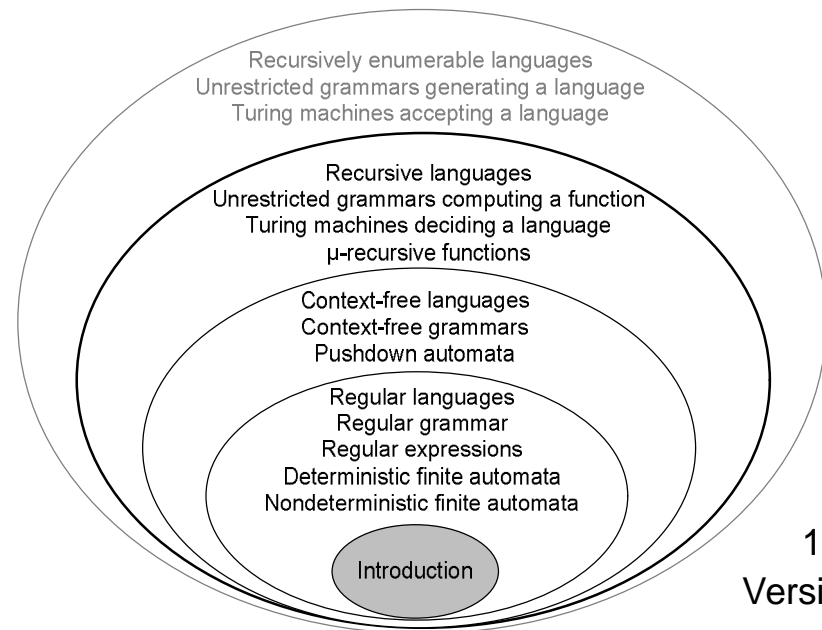 Recursively enumerable languages
Unrestricted grammars generating a language
Turing machines accepting a language
Recursive languages
Unrestricted grammars computing a function
Turing machines deciding a language
μ-recursive functions
Context-free languages
Context-free grammars
Pushdown automata
Regular languages
Regular grammar
Regular expressions
Deterministic finite automata
Nondeterministic finite automata
Introduction
1
Versi